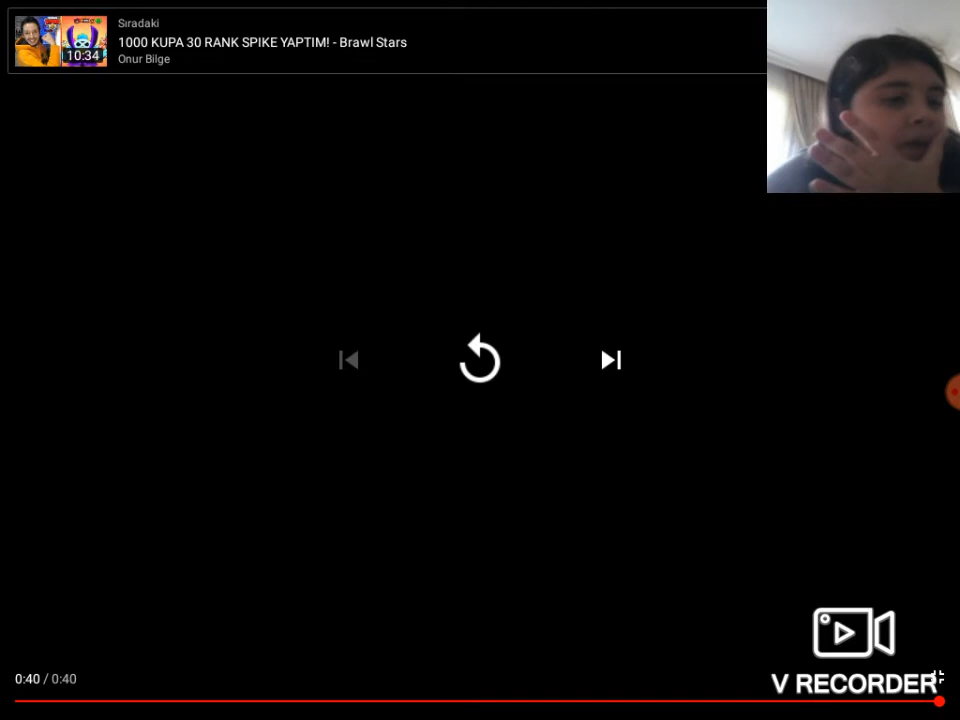 Sıradaki
1000 KUPA 30 RANK SPIKE YAPTIM! - Brawl Stars
10:34
Onur Bilge
0:40 / 0:40
V RECORDER